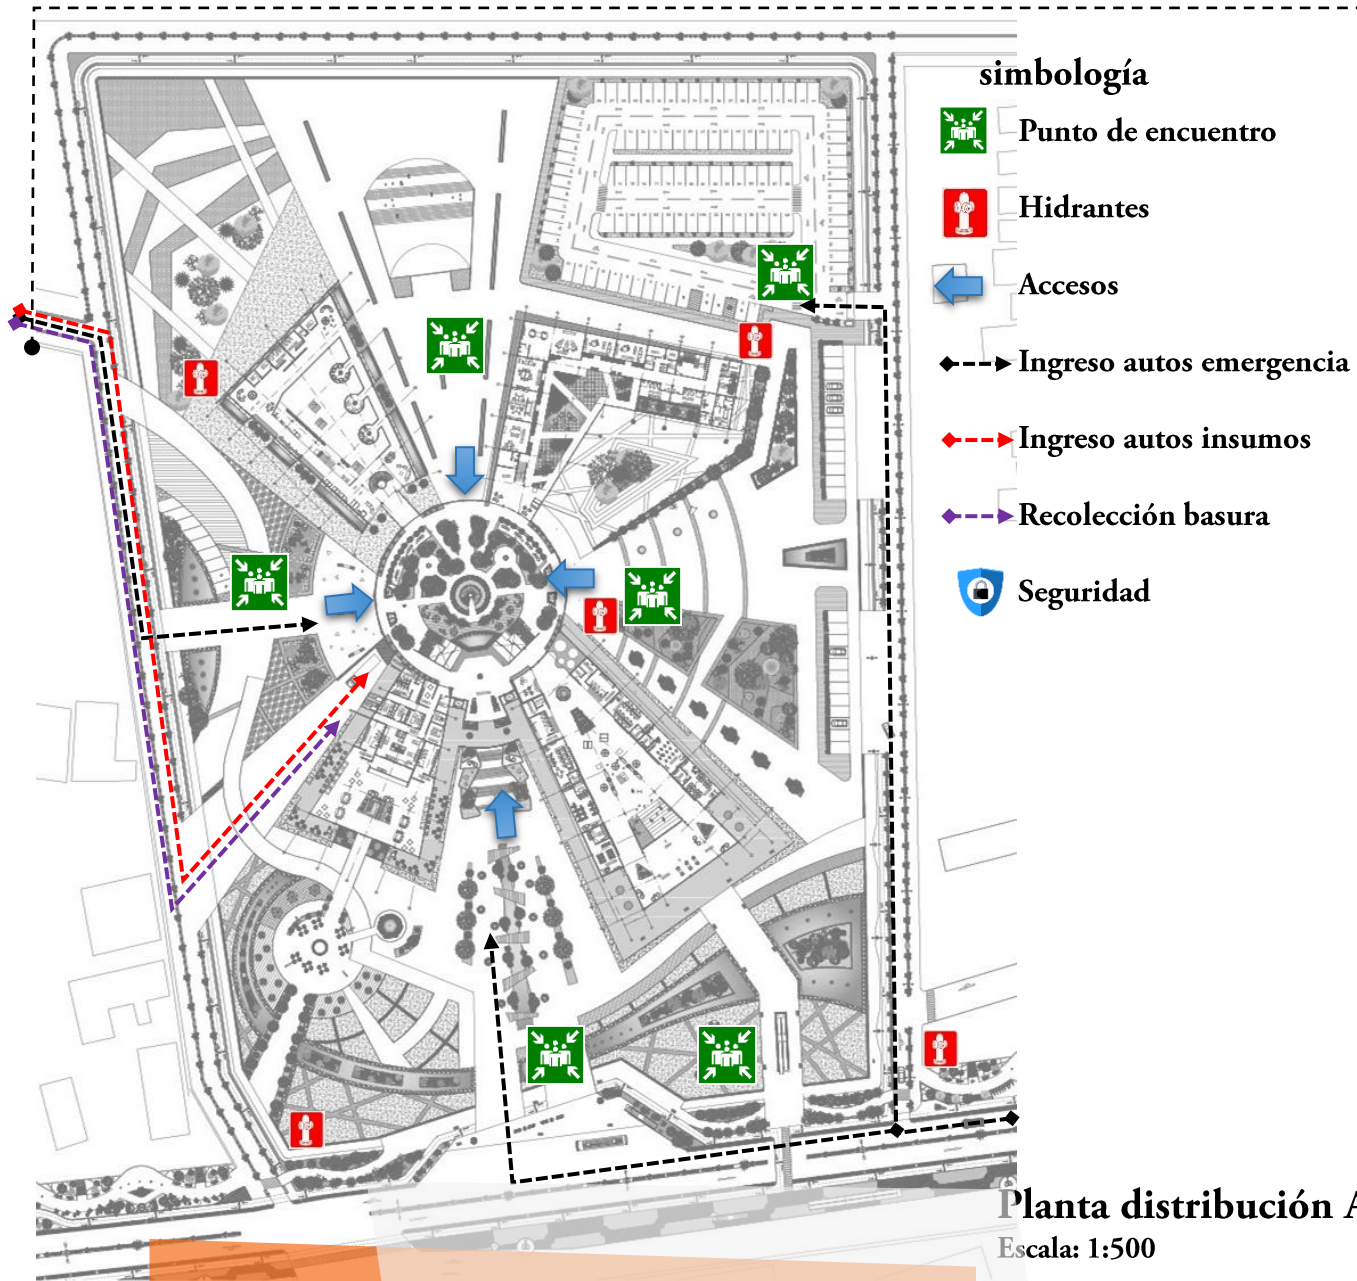 simbología
Punto de encuentro
Hidrantes
Accesos
Ingreso autos emergencia
Ingreso autos insumos
Recolección basura
Seguridad
Planta distribución A
Escala: 1:500